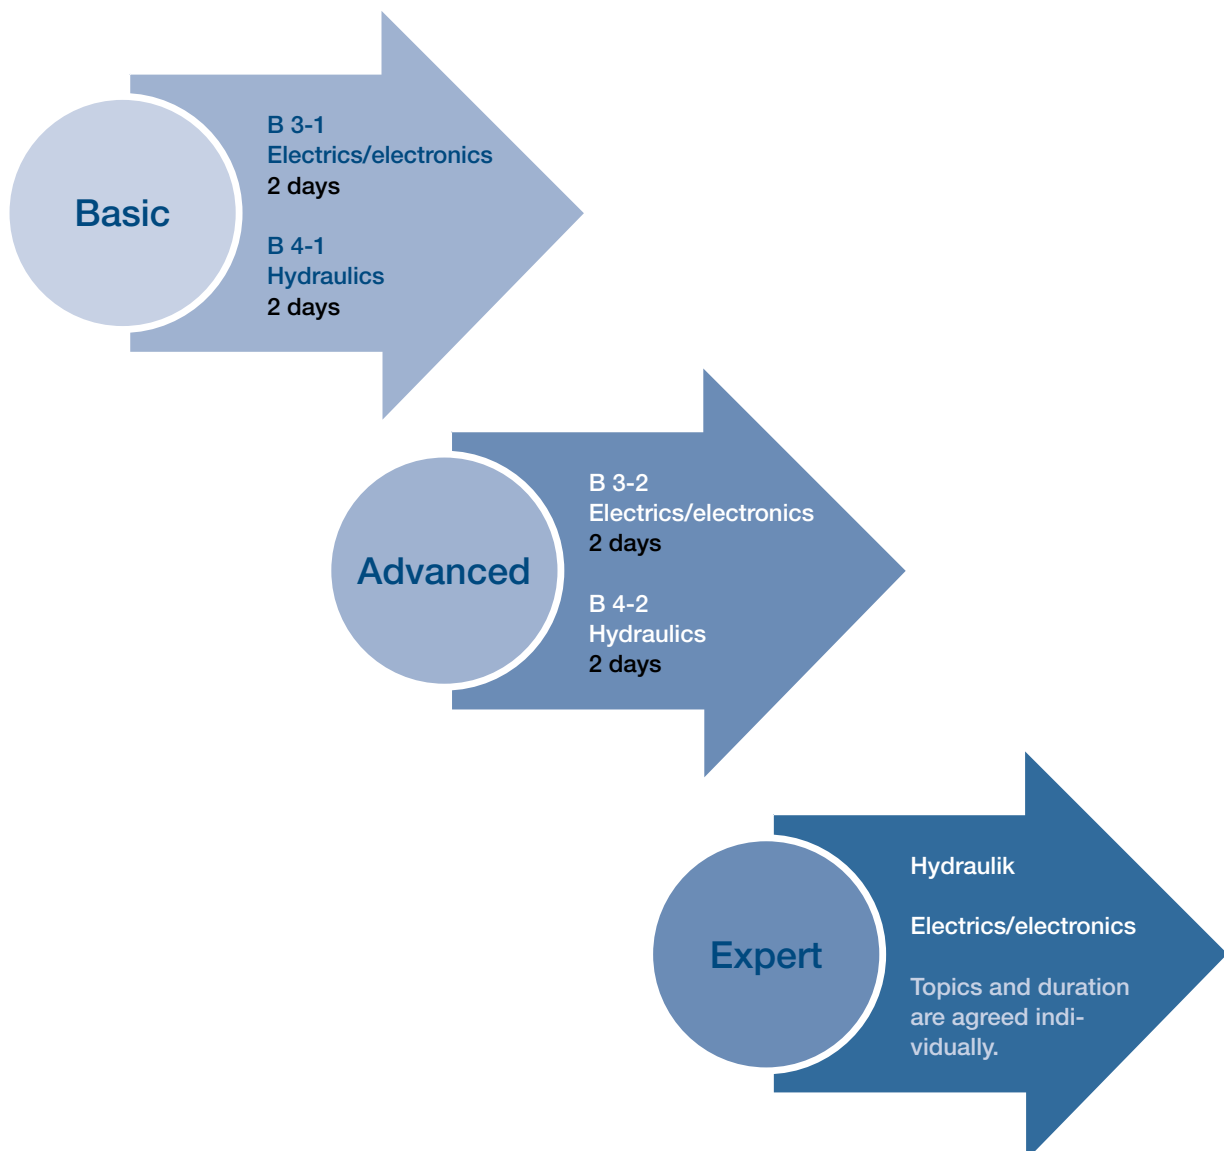 Basic
B 3-1
Electrics/electronics
2 days
B 4-1
Hydraulics
2 days
Advanced
B 3-2
Electrics/electronics
2 days
B 4-2
Hydraulics
2 days
Expert
Hydraulik
Electrics/electronics
Topics and duration
are agreed indi-
vidually.